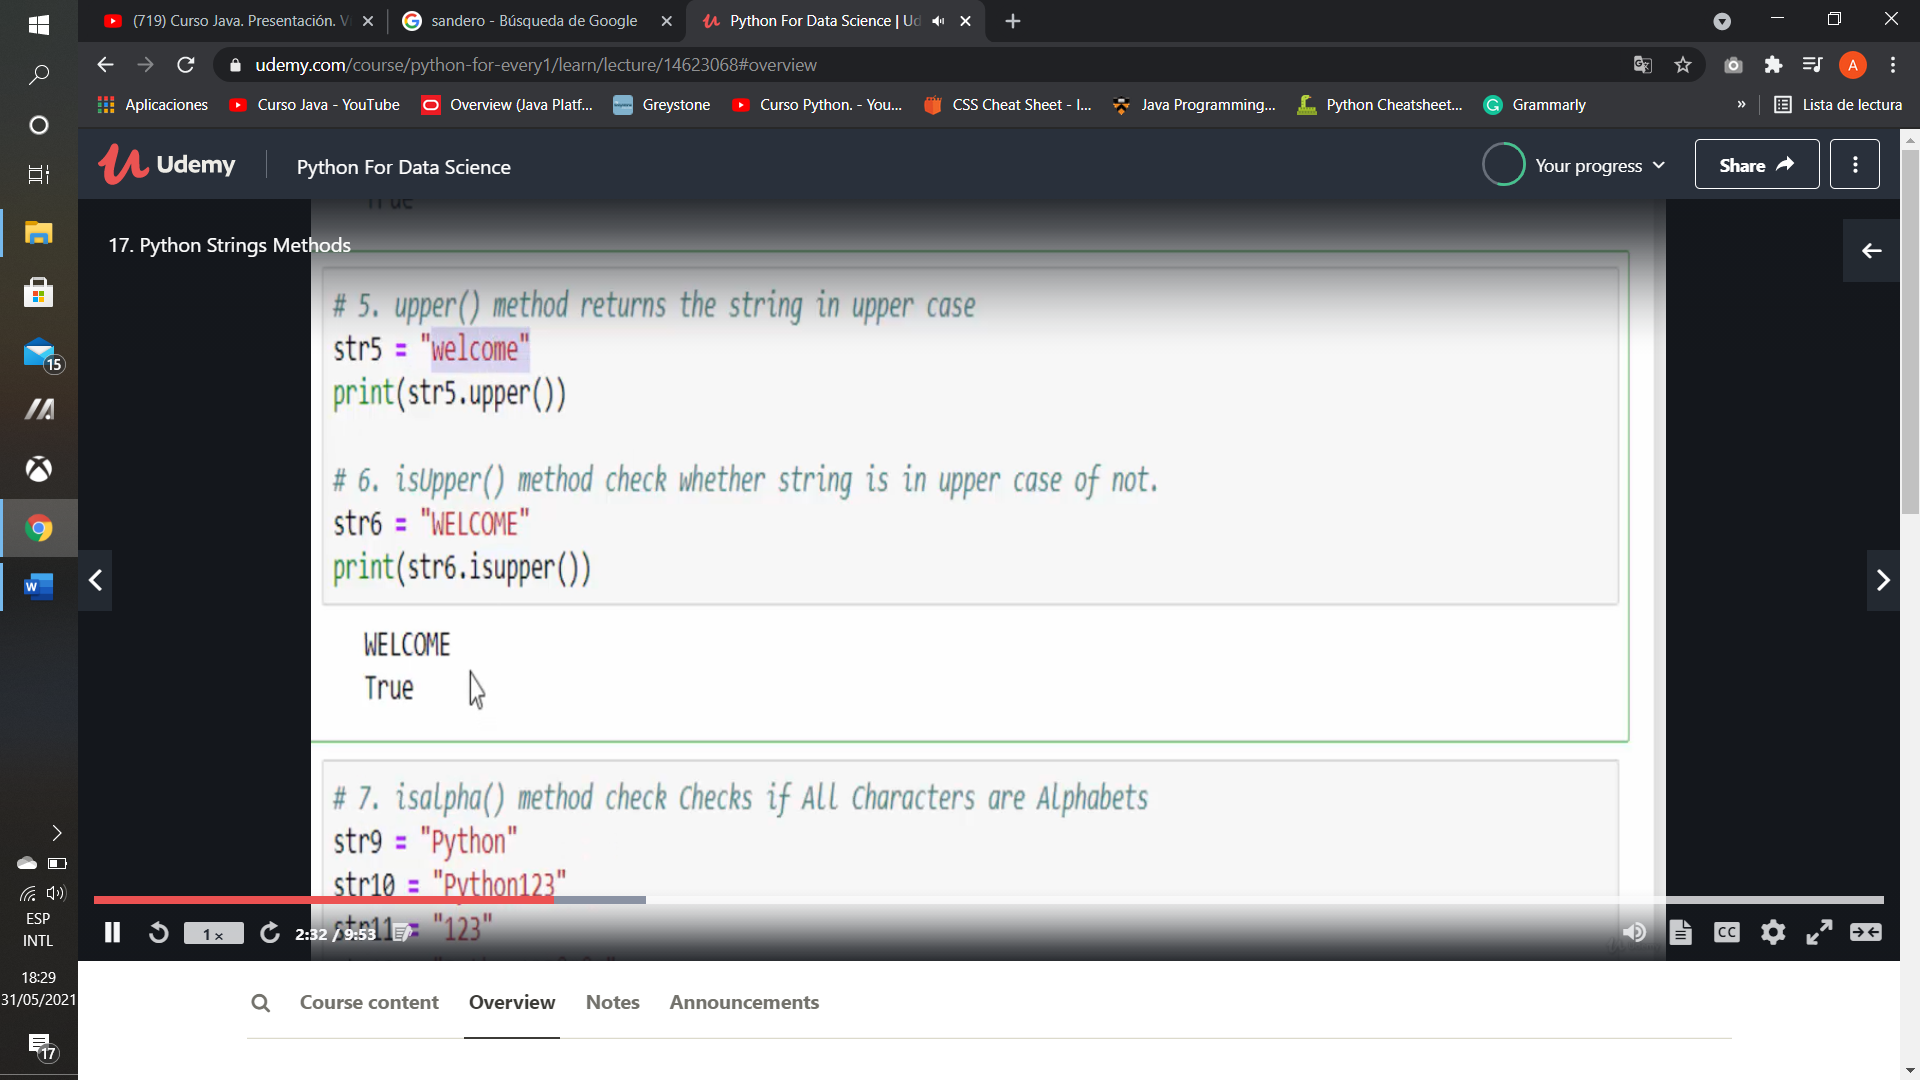 (719) Curso Java. Presentación. V
sandero - Búsqueda de Google
Python For Data Science | Ud
udemy.com/course/python-for-every1/learn/lecture/14623068#overview
A
Aplicaciones
Curso Java - YouTube
Overview (Java Platf...
Greystone
Curso Python. - You...
CSS Cheat Sheet - I...
Java Programming...
Python Cheatsheet...
Grammarly
»
Lista de lectura
Udemy
Python For Data Science
Your progress
Share
True
17. Python Strings Methods
# 5. upper() method returns the string in upper case
str5 = "welcome"
print(str5.upper())
# 6. isUpper() method check whether string is in upper case of not.
str6 = "WELCOME"
print(str6.isupper())
WELCOME
True
# 7. isalpha() method check Checks if All Characters are Alphabets
str9 = "Python"
str10 = "Python123"
str11 = "123"
1x
2:32 / 9:53
CC
Course content
Overview
Notes
Announcements
15
W
ESP
INTL
18:29
31/05/2021
17